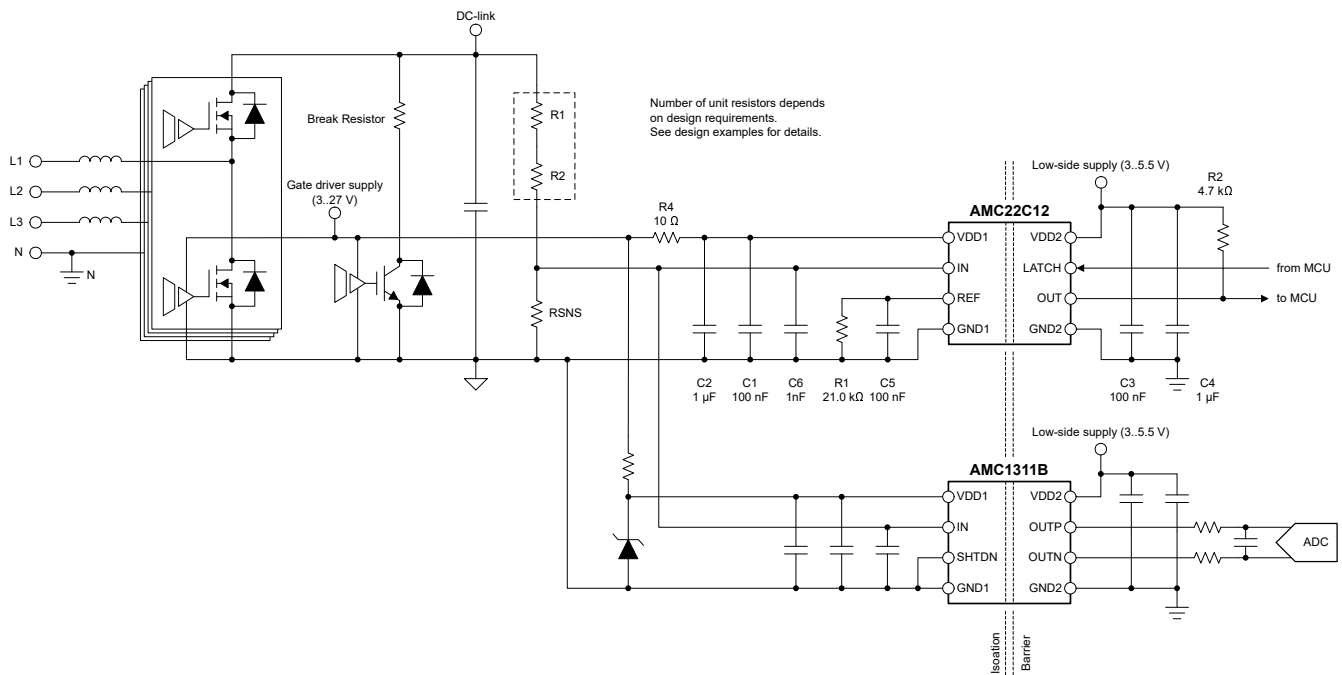 DC-link
Break Resistor
R1
R2
Number of unit resistors depends
on design requirements.
See design examples for details.
L1
L2
L3
N
N
Gate driver supply
(3..27 V)
R4
10 Ω
RSNS
Low-side supply (3..5.5 V)
R2
4.7 kΩ
AMC22C12
VDD1
VDD2
IN
LATCH
from MCU
REF
OUT
to MCU
GND1
GND2
C2
1 µF
C1
100 nF
C6
1nF
R1
21.0 kΩ
C5
100 nF
C3
100 nF
C4
1 µF
Low-side supply (3..5.5 V)
AMC1311B
VDD1
VDD2
IN
OUTP
SHTDN
OUTN
GND1
GND2
ADC
Isoation
Barrier